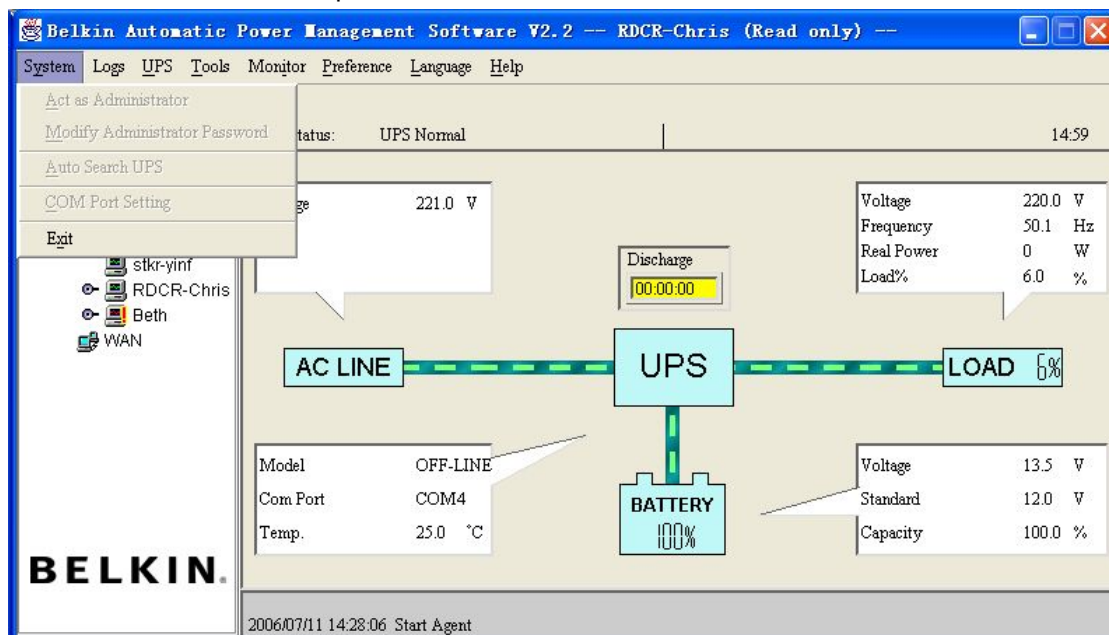 Belkin Automatic Power Management Software V2.2 -- RDCR-Chris (Read only) --
System Logs UPS Tools Monitor Preference Language Help
Act as Administrator
Modify Administrator Password
Auto Search UPS
COM Port Setting
Exit
tatus: UPS Normal
14:59
ge 221.0 V
Voltage 220.0 V
Frequency 50.1 Hz
Real Power 0 W
Load% 6.0 %
Discharge
00:00:00
stkr-yinf
RDCR-Chris
Beth
WAN
AC LINE
UPS
LOAD 6%
Model OFF-LINE
Com Port COM4
Temp. 25.0 °C
BATTERY
100%
Voltage 13.5 V
Standard 12.0 V
Capacity 100.0 %
BELKIN.
2006/07/11 14:28:06 Start Agent